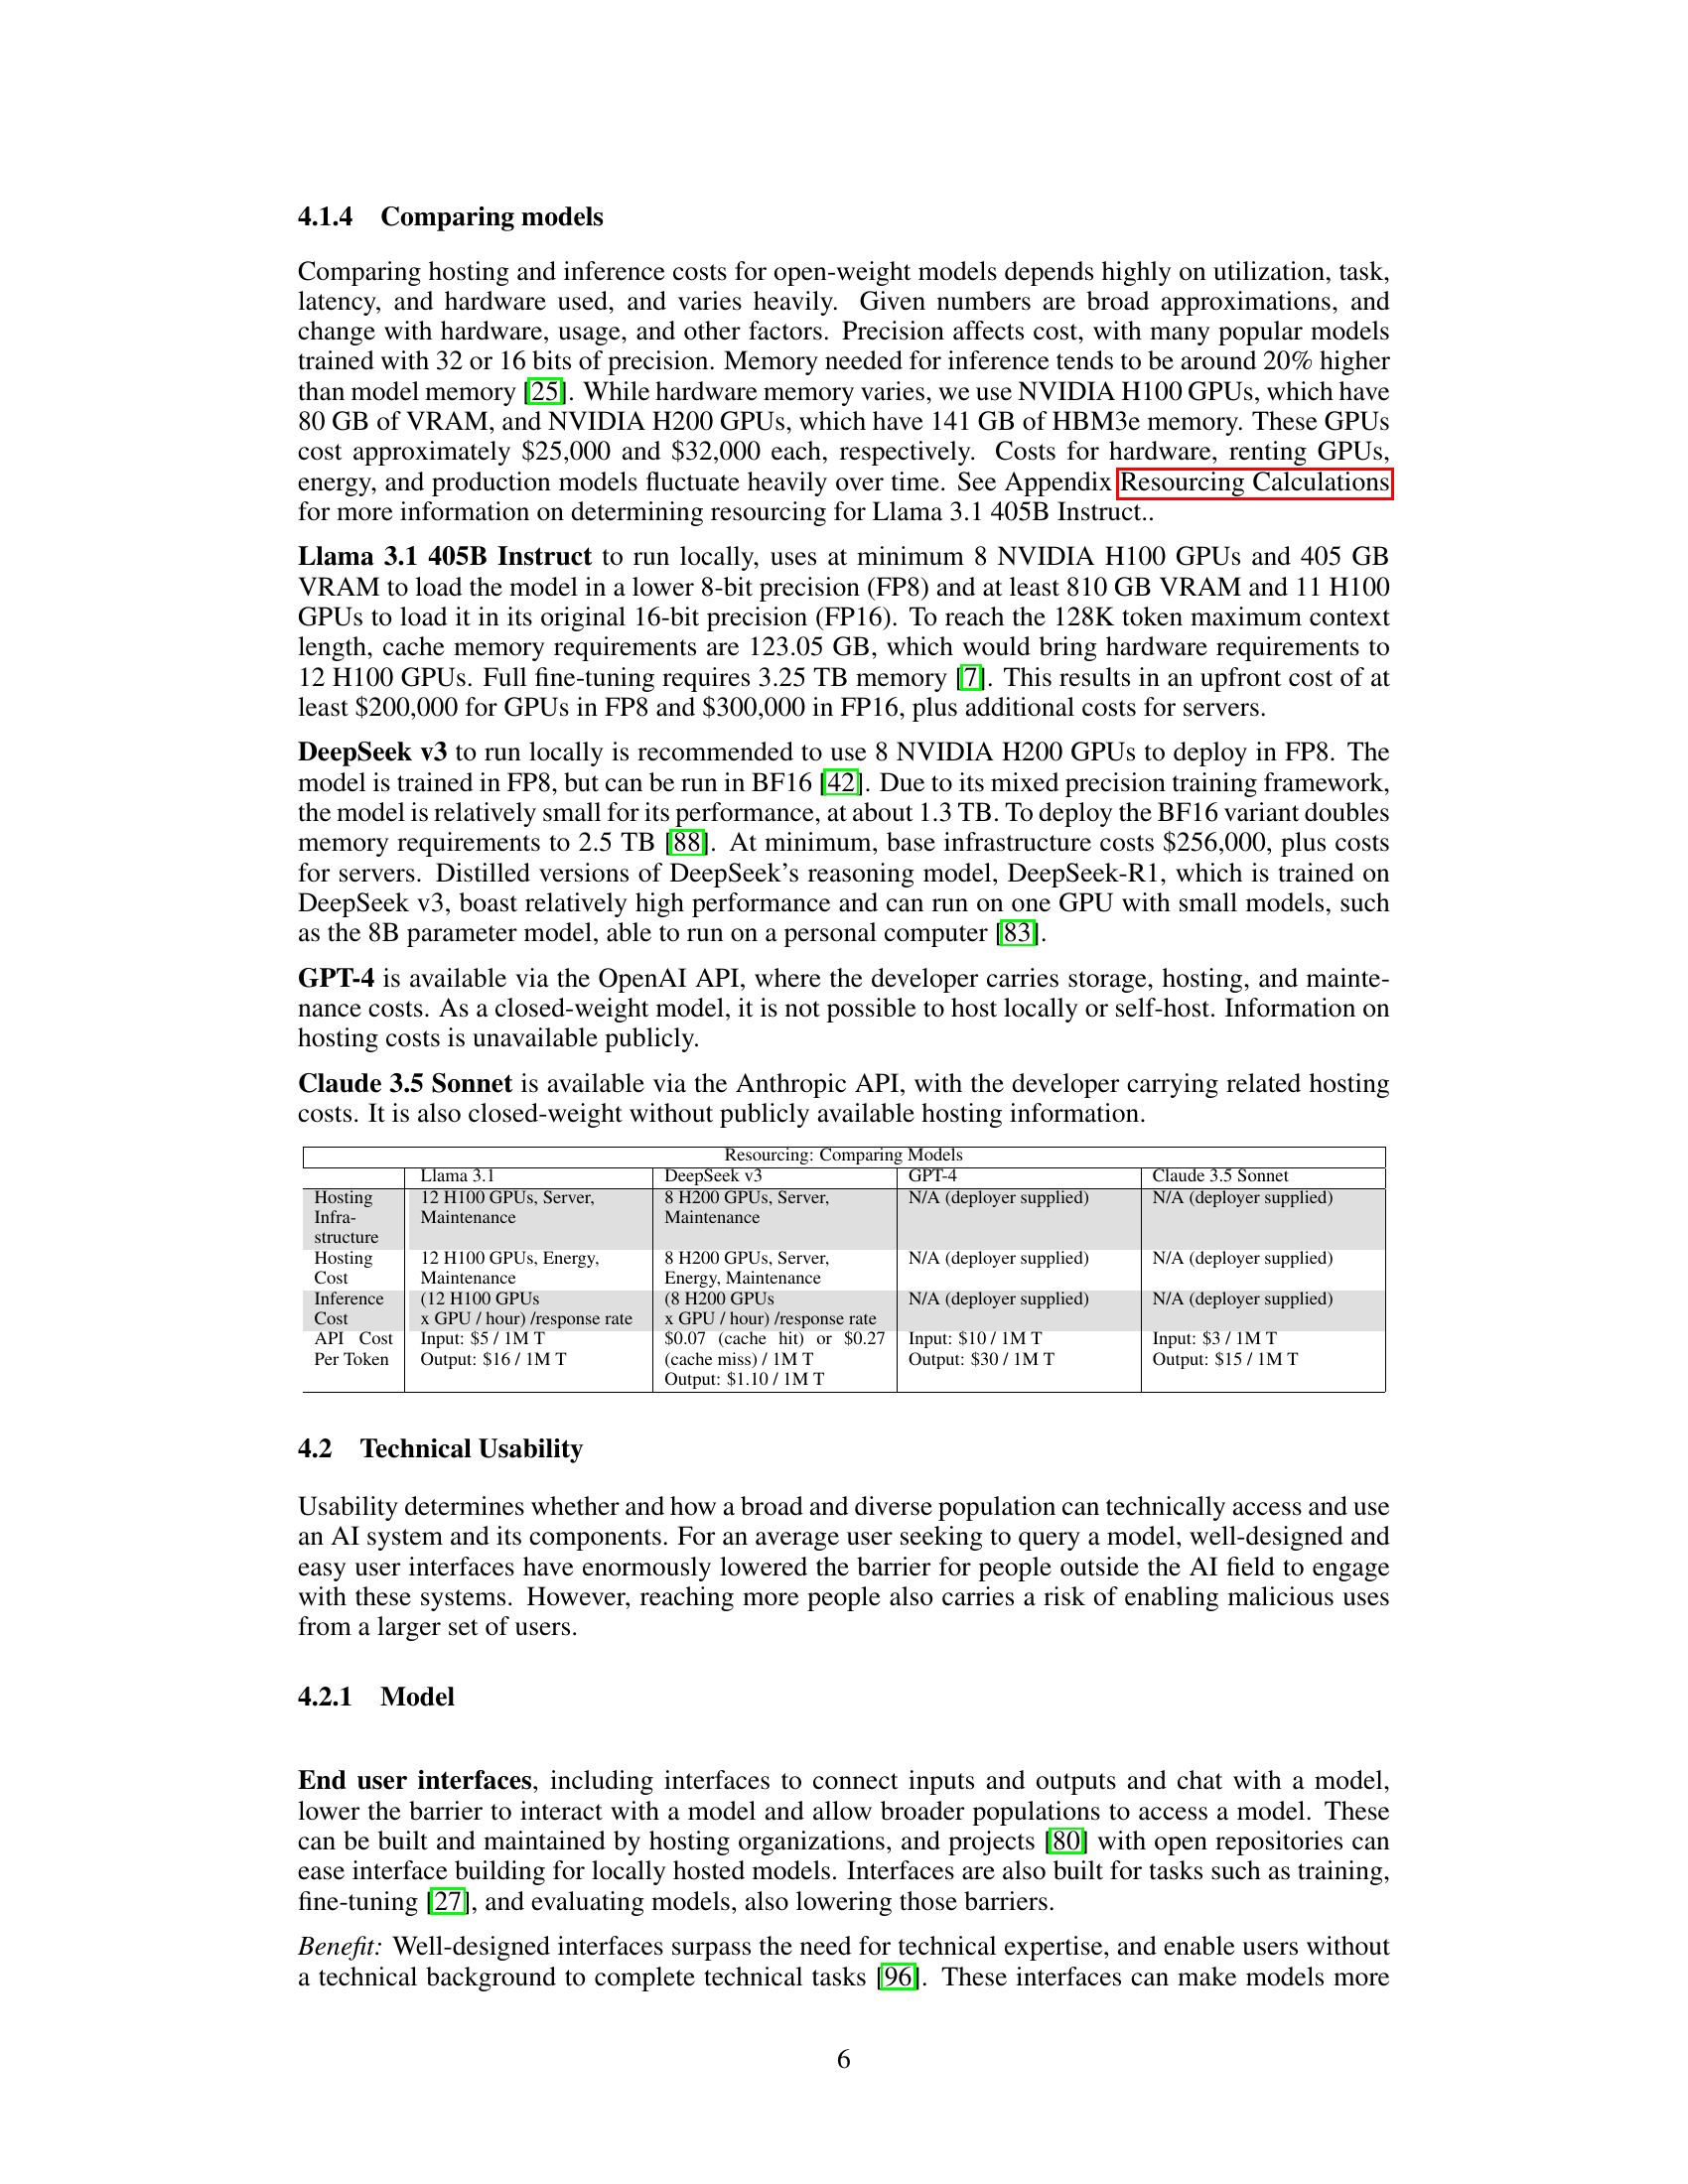 4.1.4 Comparing models
Comparing hosting and inference costs for open-weight models depends highly on utilization, task,
latency, and hardware used, and varies heavily. Given numbers are broad approximations, and
change with hardware, usage, and other factors. Precision affects cost, with many popular models
trained with 32 or 16 bits of precision. Memory needed for inference tends to be around 20% higher
than model memory [25]. While hardware memory varies, we use NVIDIA H100 GPUs, which have
80 GB of VRAM, and NVIDIA H200 GPUs, which have 141 GB of HBM3e memory. These GPUs
cost approximately $25,000 and $32,000 each, respectively. Costs for hardware, renting GPUs,
energy, and production models fluctuate heavily over time. See Appendix Resourcing Calculations
for more information on determining resourcing for Llama 3.1 405B Instruct..
Llama 3.1 405B Instruct to run locally, uses at minimum 8 NVIDIA H100 GPUs and 405 GB
VRAM to load the model in a lower 8-bit precision (FP8) and at least 810 GB VRAM and 11 H100
GPUs to load it in its original 16-bit precision (FP16). To reach the 128K token maximum context
length, cache memory requirements are 123.05 GB, which would bring hardware requirements to
12 H100 GPUs. Full fine-tuning requires 3.25 TB memory [7]. This results in an upfront cost of at
least $200,000 for GPUs in FP8 and $300,000 in FP16, plus additional costs for servers.
DeepSeek v3 to run locally is recommended to use 8 NVIDIA H200 GPUs to deploy in FP8. The
model is trained in FP8, but can be run in BF16 [42]. Due to its mixed precision training framework,
the model is relatively small for its performance, at about 1.3 TB. To deploy the BF16 variant doubles
memory requirements to 2.5 TB [88]. At minimum, base infrastructure costs $256,000, plus costs
for servers. Distilled versions of DeepSeek's reasoning model, DeepSeek-R1, which is trained on
DeepSeek v3, boast relatively high performance and can run on one GPU with small models, such
as the 8B parameter model, able to run on a personal computer [83].
GPT-4 is available via the OpenAI API, where the developer carries storage, hosting, and mainte-
nance costs. As a closed-weight model, it is not possible to host locally or self-host. Information on
hosting costs is unavailable publicly.
Claude 3.5 Sonnet is available via the Anthropic API, with the developer carrying related hosting
costs. It is also closed-weight without publicly available hosting information.
Resourcing: Comparing Models
Llama 3.1 DeepSeek v3 GPT-4 Claude 3.5 Sonnet
Hosting 12 H100 GPUs, Server, 8 H200 GPUs, Server, N/A (deployer supplied) N/A (deployer supplied)
Infra- Maintenance Maintenance
structure
Hosting 12 H100 GPUs, Energy, 8 H200 GPUs, Server, N/A (deployer supplied) N/A (deployer supplied)
Cost Maintenance Energy, Maintenance
Inference (12 H100 GPUs (8 H200 GPUs N/A (deployer supplied) N/A (deployer supplied)
Cost x GPU / hour) /response rate x GPU / hour) /response rate
API Cost Input: $5 / 1M T $0.07 (cache hit) or $0.27 Input: $10 / 1M T Input: $3 / 1M T
Per Token Output: $16 / 1M T (cache miss) / 1M T Output: $30 / 1M T Output: $15 / 1M T
Output: $1.10 / 1M T
4.2 Technical Usability
Usability determines whether and how a broad and diverse population can technically access and use
an AI system and its components. For an average user seeking to query a model, well-designed and
easy user interfaces have enormously lowered the barrier for people outside the AI field to engage
with these systems. However, reaching more people also carries a risk of enabling malicious uses
from a larger set of users.
4.2.1 Model
End user interfaces, including interfaces to connect inputs and outputs and chat with a model,
lower the barrier to interact with a model and allow broader populations to access a model. These
can be built and maintained by hosting organizations, and projects [80] with open repositories can
ease interface building for locally hosted models. Interfaces are also built for tasks such as training,
fine-tuning [27], and evaluating models, also lowering those barriers.
Benefit: Well-designed interfaces surpass the need for technical expertise, and enable users without
a technical background to complete technical tasks [96]. These interfaces can make models more
6